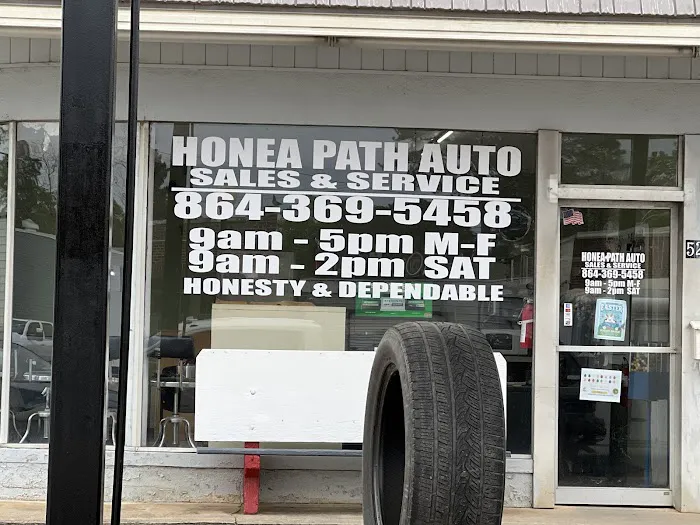 HONEA PATH AUTO
SALES & SERVICE
864-369-5458
9am - 5pm M-F
9am - 2pm SAT
HONESTY & DEPENDABLE
HONEA PATH AUTO
SALES & SERVICE
864-369-5458
9am - 5pm M-F
9am - 2pm SAT
EASTER